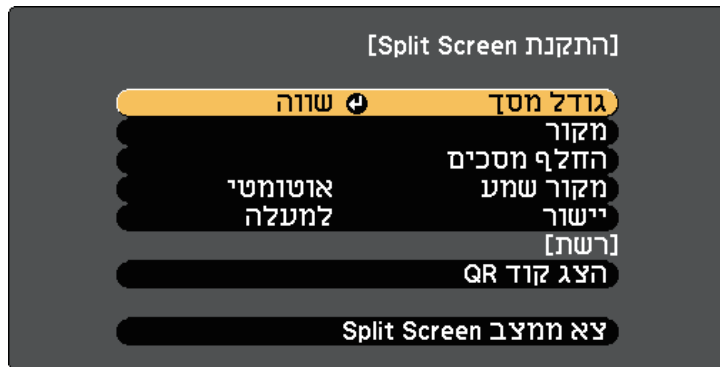 [התקנת Split Screen]
גודל מסך שווה
מקור
החלף מסכים
מקור שמע אוטומטי
יישור למעלה
[רשת]
הצג קוד QR
צא ממצב Split Screen